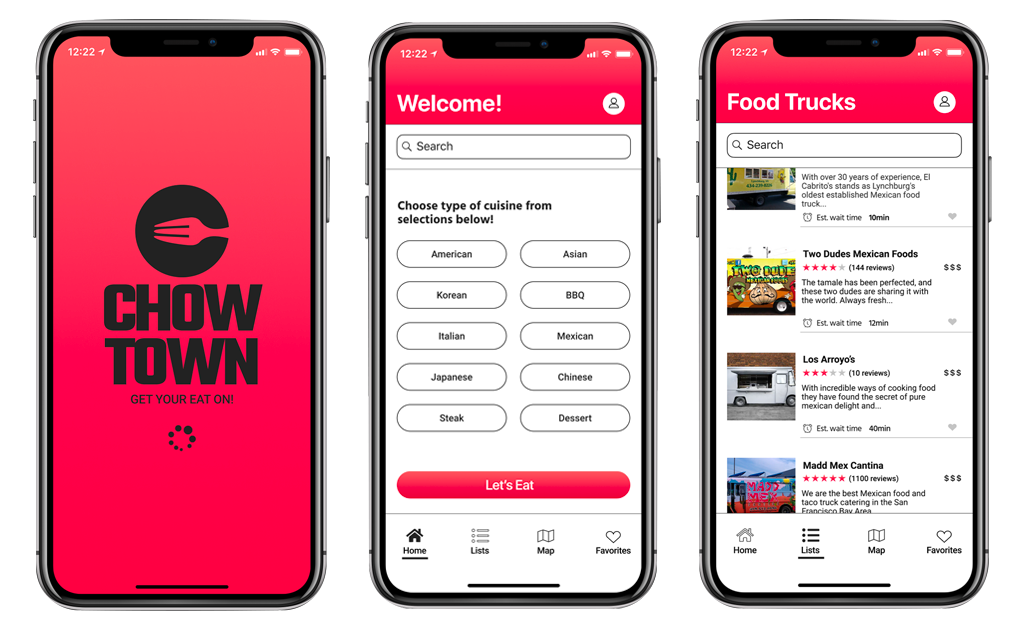 12:22
CHOW
TOWN
GET YOUR EAT ON!
12:22
Welcome!
Search
Choose type of cuisine from
selections below!
American
Asian
Korean
BBQ
Italian
Mexican
Japanese
Chinese
Steak
Dessert
Let's Eat
Home
Lists
Map
Favorites
12:22
Food Trucks
Search
With over 30 years of experience, El
Cabrito's stands as Lynchburg's
oldest established Mexican food
truck...
Est. wait time 10min
Two Dudes Mexican Foods
(144 reviews)
$$$
The tamale has been perfected, and
these two dudes are sharing it with
the world. Always fresh...
Est. wait time 12min
TWO DUDE
MEXICAN FOODS
Los Arroyo's
(10 reviews)
$$$
With incredible ways of cooking food
they have found the secret of pure
mexican delight and...
Est. wait time 40min
Madd Mex Cantina
(1100 reviews)
$$$
We are the best Mexican food and
taco truck catering in the San
Francisco Bay Area
MADD
MEX
Home
Lists
Map
Favorites